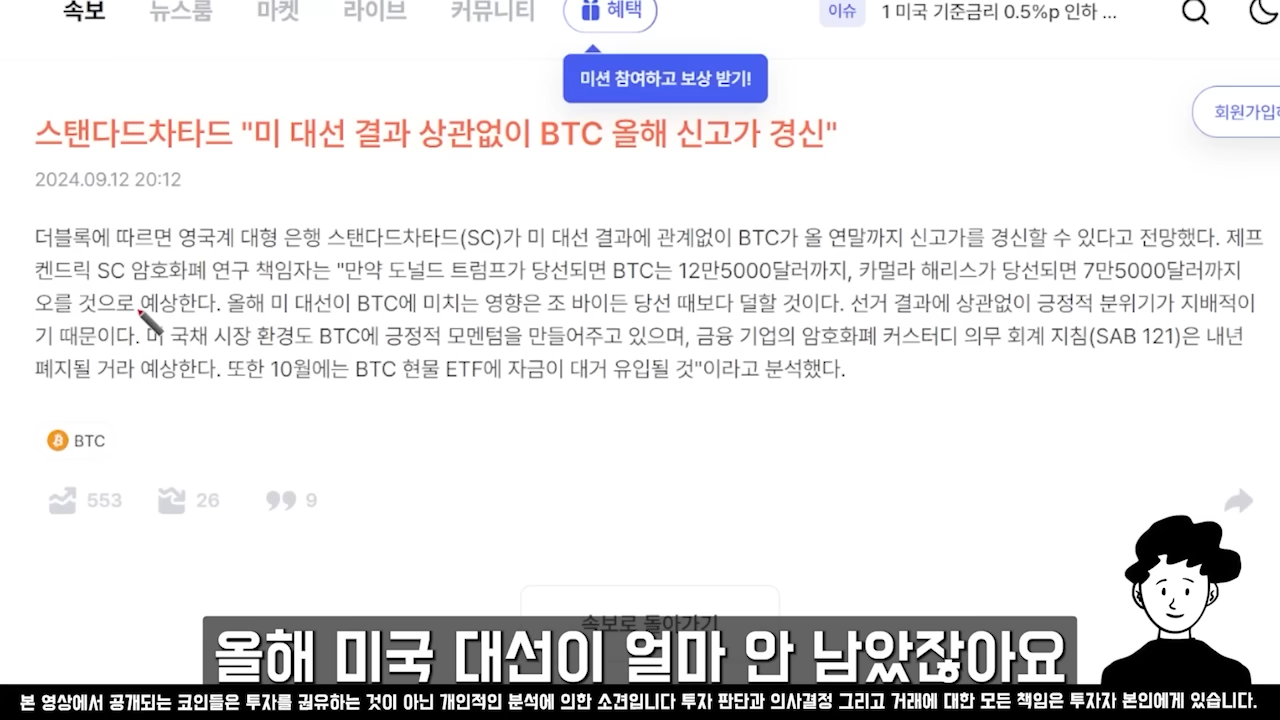 속보 뉴스룸 마켓 라이브 커뮤니티 혜택 이슈 1 미국 기준금리 0.5%p 인하 ...
미션 참여하고 보상 받기!
회원가입하
스탠다드차타드 "미 대선 결과 상관없이 BTC 올해 신고가 경신"
2024.09.12 20:12
더블록에 따르면 영국계 대형 은행 스탠다드차타드(SC)가 미 대선 결과에 관계없이 BTC가 올 연말까지 신고가를 경신할 수 있다고 전망했다. 제프
켄드릭 SC 암호화폐 연구 책임자는 "만약 도널드 트럼프가 당선되면 BTC는 12만5000달러까지, 카멀라 해리스가 당선되면 7만5000달러까지
오를 것으로 예상한다. 올해 미 대선이 BTC에 미치는 영향은 조 바이든 당선 때보다 덜할 것이다. 선거 결과에 상관없이 긍정적 분위기가 지배적이
기 때문이다. 미 국채 시장 환경도 BTC에 긍정적 모멘텀을 만들어주고 있으며, 금융 기업의 암호화폐 커스터디 의무 회계 지침(SAB 121)은 내년
폐지될 거라 예상한다. 또한 10월에는 BTC 현물 ETF에 자금이 대거 유입될 것"이라고 분석했다.
BTC
553 26 9
속보로 돌아가기
올해 미국 대선이 얼마 안 남았잖아요
본 영상에서 공개되는 코인들은 투자를 권유하는 것이 아닌 개인적인 분석에 의한 소견입니다 투자 판단과 의사결정 그리고 거래에 대한 모든 책임은 투자자 본인에게 있습니다.